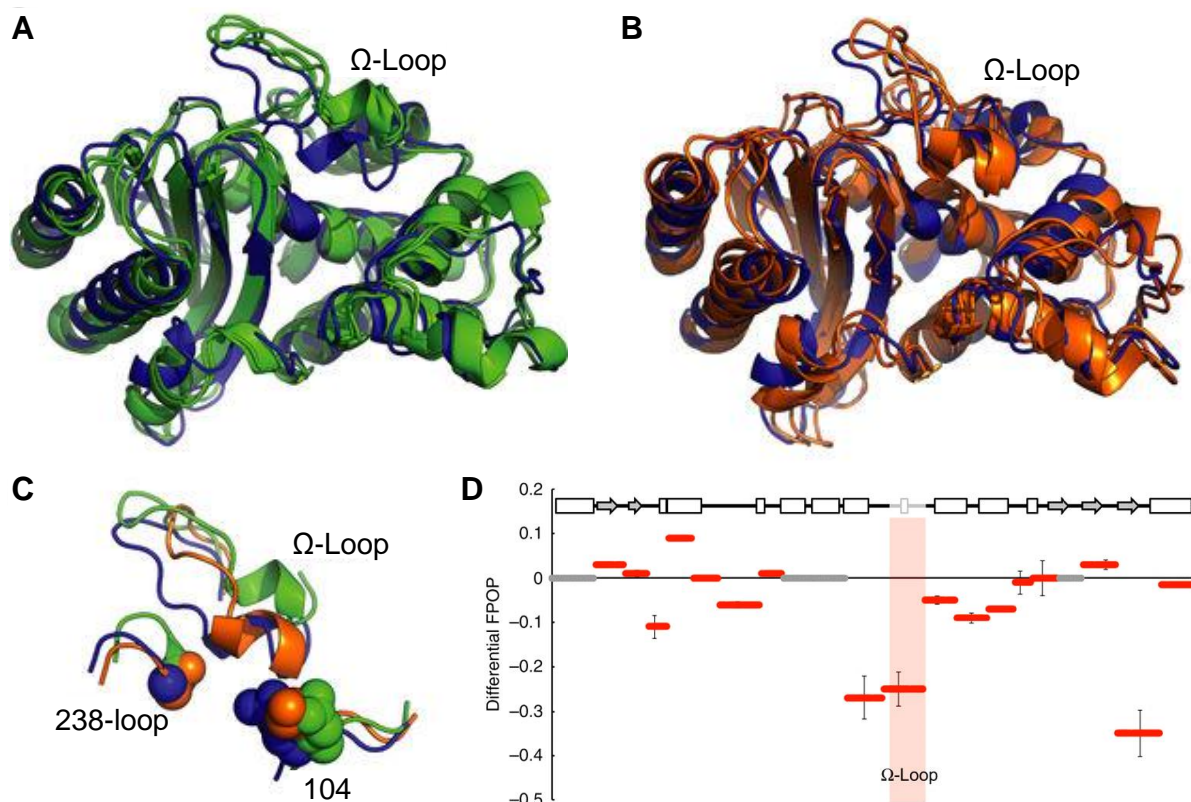 A
Ω-Loop
B
Ω-Loop
C
Ω-Loop
238-loop
104
D
Differential FPOP
0.2
0.1
0
−0.1
−0.2
−0.3
−0.4
−0.5
Ω-Loop